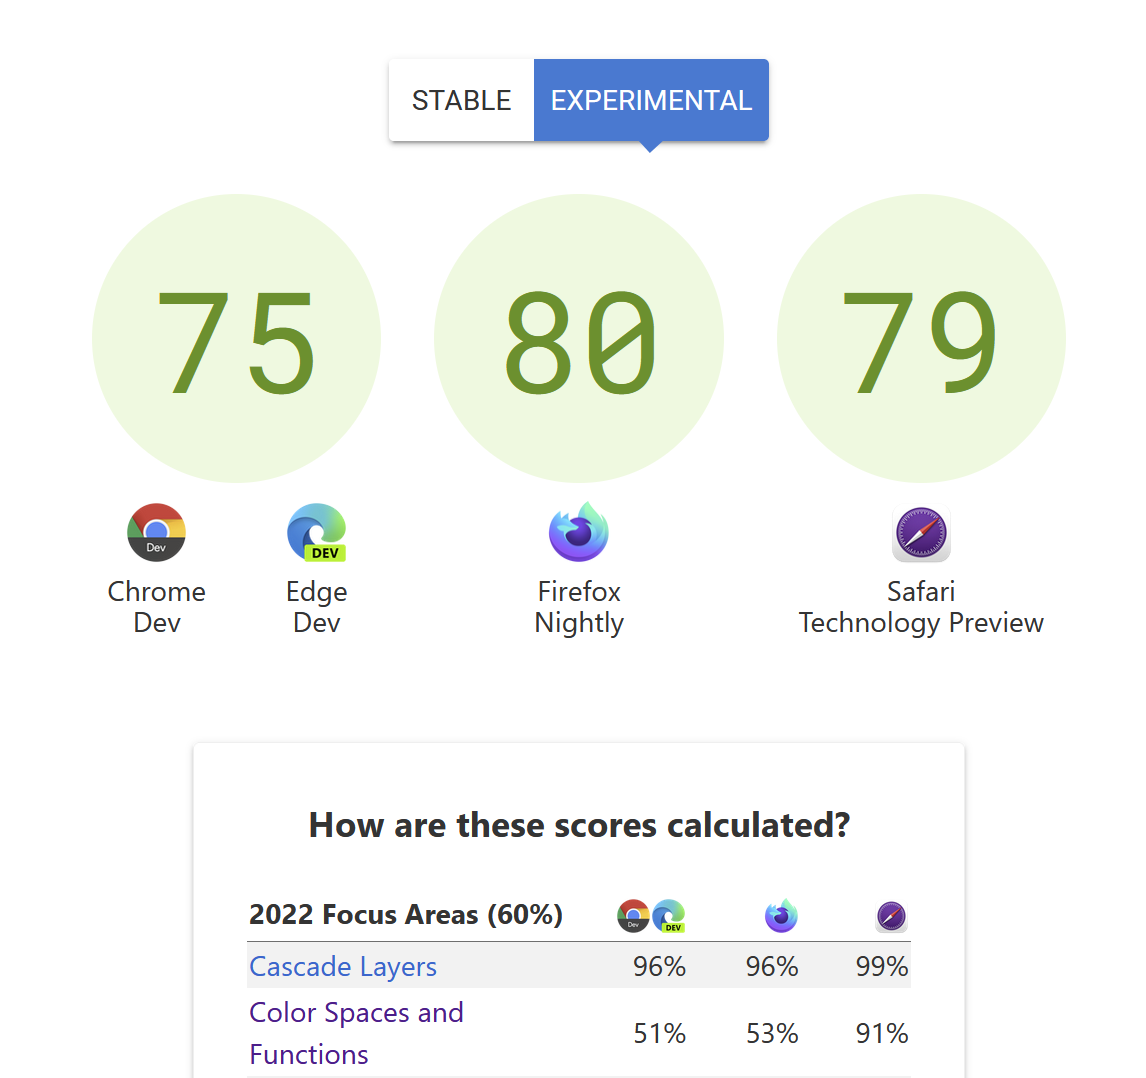 STABLE EXPERIMENTAL
75 80 79
Dev DEV
Chrome Dev
Edge Dev
Firefox Nightly
Safari Technology Preview
How are these scores calculated?
2022 Focus Areas (60%) Dev DEV
Cascade Layers 96% 96% 99%
Color Spaces and
Functions 51% 53% 91%